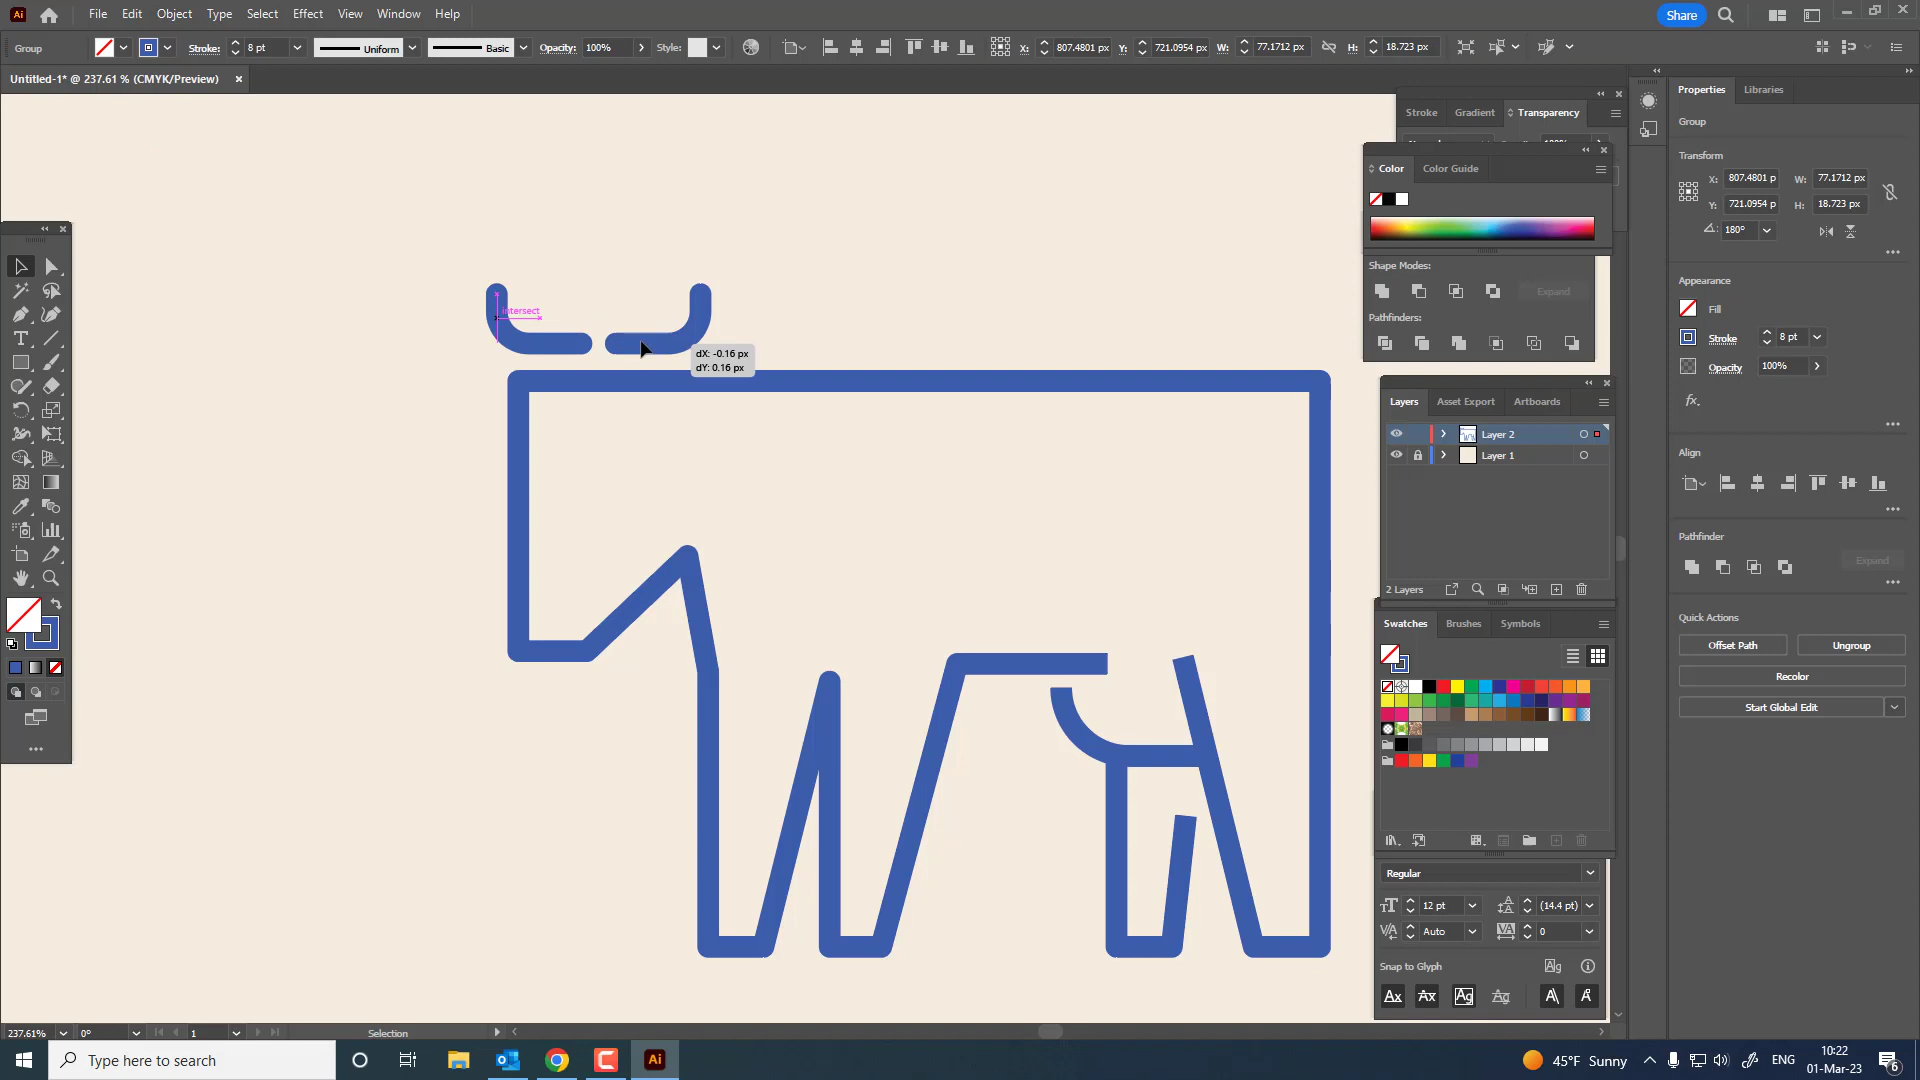 File Edit Object Type Select Effect View Window Help Share
Group Stroke: 8 pt Uniform Basic Opacity: 100% Style: X: 807.4801 px Y: 721.0954 px W: 77.1712 px H: 18.723 px
Untitled-1* @ 237.61 % (CMYK/Preview)
Stroke Gradient Transparency
Color Color Guide
Shape Modes:
Expand
Pathfinders:
Intersect
dX: -0.16 px
dY: 0.16 px
Layers Asset Export Artboards
Layer 2
Layer 1
2 Layers
Swatches Brushes Symbols
Regular
12 pt (14.4 pt)
Auto 0
Snap to Glyph
Properties Libraries
Group
Transform
X: 807.4801 p W: 77.1712 px
Y: 721.0954 p H: 18.723 px
180°
Appearance
Fill
Stroke 8 pt
Opacity 100%
fx.
Align
Pathfinder
Expand
Quick Actions
Offset Path Ungroup
Recolor
Start Global Edit
237.61% 0° 1 Selection
Type here to search
45°F Sunny ENG 10:22
01-Mar-23 6